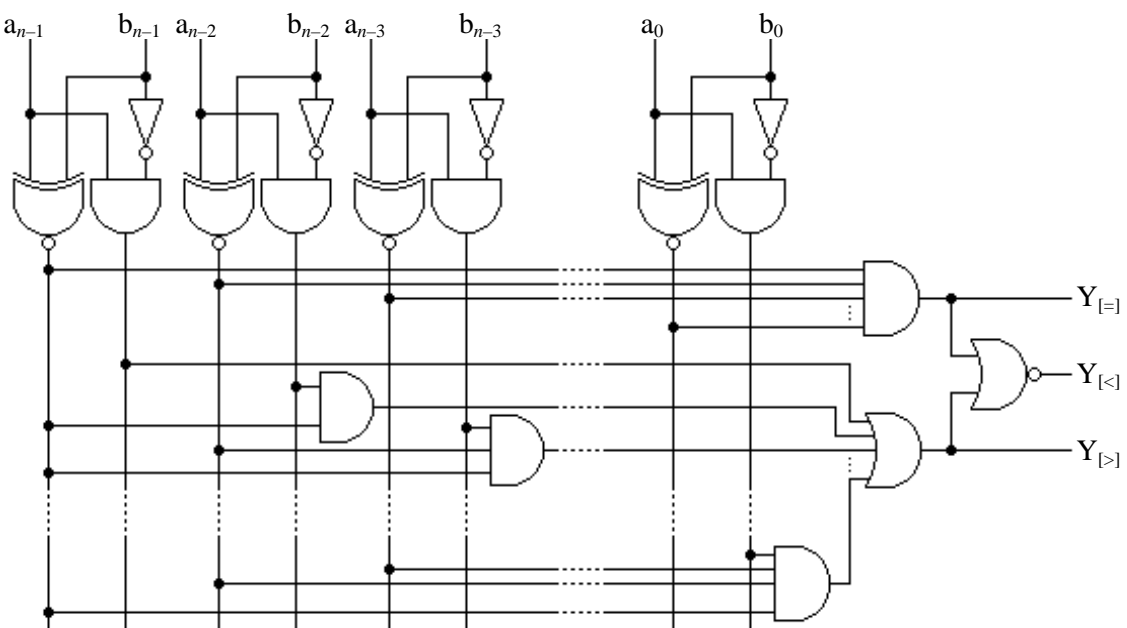 aₙ₋₁ bₙ₋₁ aₙ₋₂ bₙ₋₂ aₙ₋₃ bₙ₋₃ a₀ b₀
Y[=]
Y[<]
Y[>]